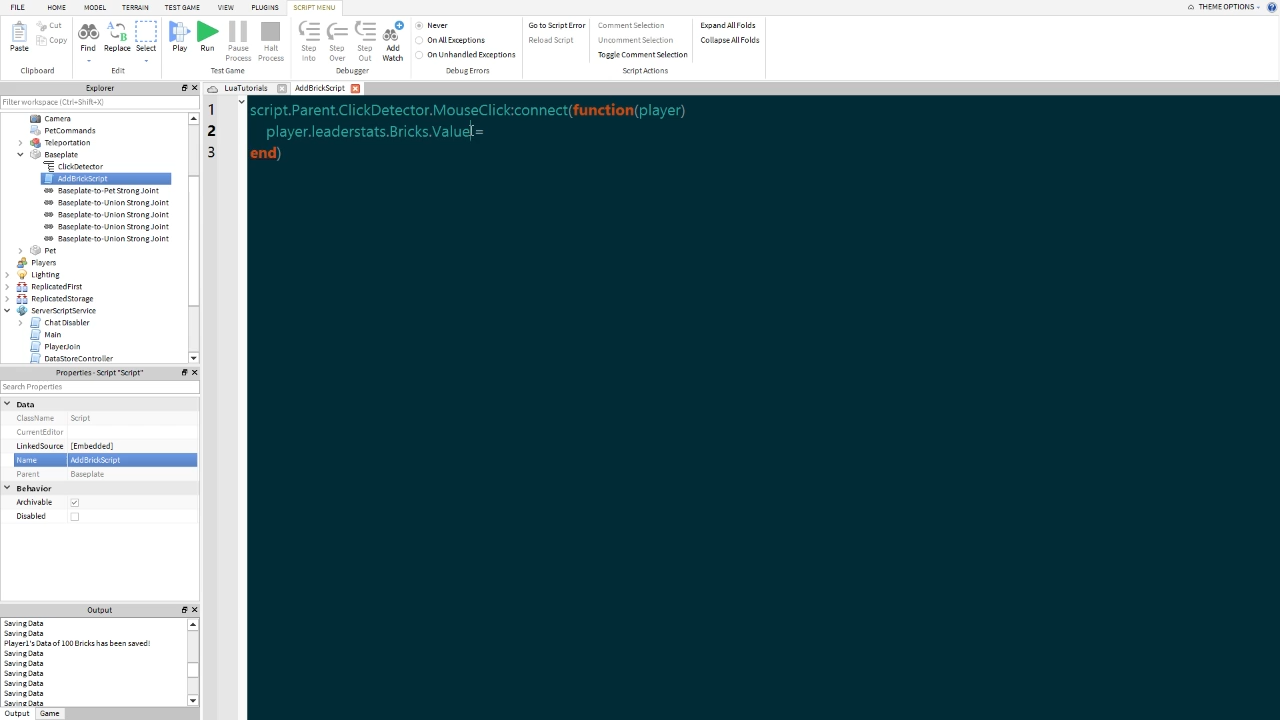 FILE HOME MODEL TERRAIN TEST GAME VIEW PLUGINS SCRIPT MENU THEME OPTIONS
Paste Cut Copy
Clipboard
Find Replace Select
Edit
Play Run Pause Process Halt Process
Test Game
Step Into Step Over Step Out Add Watch
Debugger
Never
On All Exceptions
On Unhandled Exceptions
Debug Errors
Go to Script Error
Reload Script
Comment Selection
Uncomment Selection
Toggle Comment Selection
Expand All Folds
Collapse All Folds
Script Actions
Explorer
Filter workspace (Ctrl+Shift+X)
Camera
PetCommands
Teleportation
Baseplate
ClickDetector
AddBrickScript
Baseplate-to-Pet Strong Joint
Baseplate-to-Union Strong Joint
Baseplate-to-Union Strong Joint
Baseplate-to-Union Strong Joint
Baseplate-to-Union Strong Joint
Pet
Players
Lighting
ReplicatedFirst
ReplicatedStorage
ServerScriptService
Chat Disabler
Main
PlayerJoin
DataStoreController
Properties - Script "Script"
Search Properties
Data
ClassName Script
CurrentEditor
LinkedSource [Embedded]
Name AddBrickScript
Parent Baseplate
Behavior
Archivable
Disabled
Output
Saving Data
Saving Data
Player1's Data of 100 Bricks has been saved!
Saving Data
Saving Data
Saving Data
Saving Data
Saving Data
Output Game
LuaTutorials AddBrickScript
1 script.Parent.ClickDetector.MouseClick:connect(function(player)
2 player.leaderstats.Bricks.Value =
3 end)